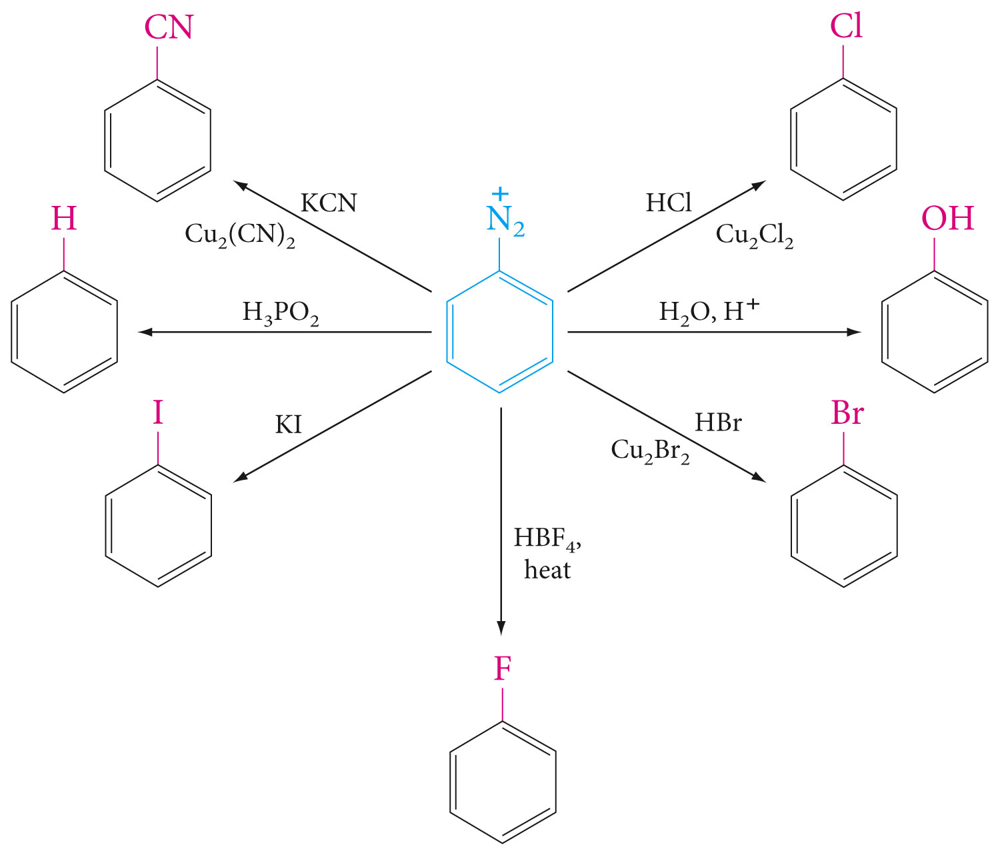 CN
Cl
KCN
Cu₂(CN)₂
HCl
Cu₂Cl₂
H
+
N₂
OH
H₃PO₂
H₂O, H⁺
I
KI
HBr
Cu₂Br₂
Br
HBF₄,
heat
F